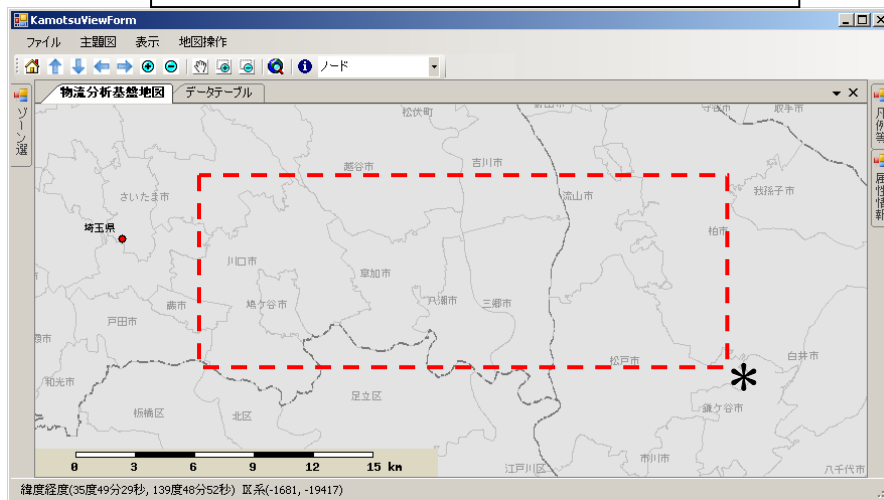 KamotsuViewForm
ファイル 主題図 表示 地図操作
ノード
物流分析基盤地図 データテーブル
ゾーン選
凡例等
属性情報
松伏町
取手市
越谷市
吉川市
さいたま市
流山市
我孫子市
埼玉県
柏市
川口市
草加市
鳩ケ谷市
八潮市
三郷市
蕨市
戸田市
松戸市
白井市
和光市
足立区
板橋区
北区
鎌ケ谷市
市川市
江戸川区
八千代市
0 3 6 9 12 15 km
緯度経度(35度49分29秒, 139度48分52秒) Ⅸ系(-1681, -19417)
*